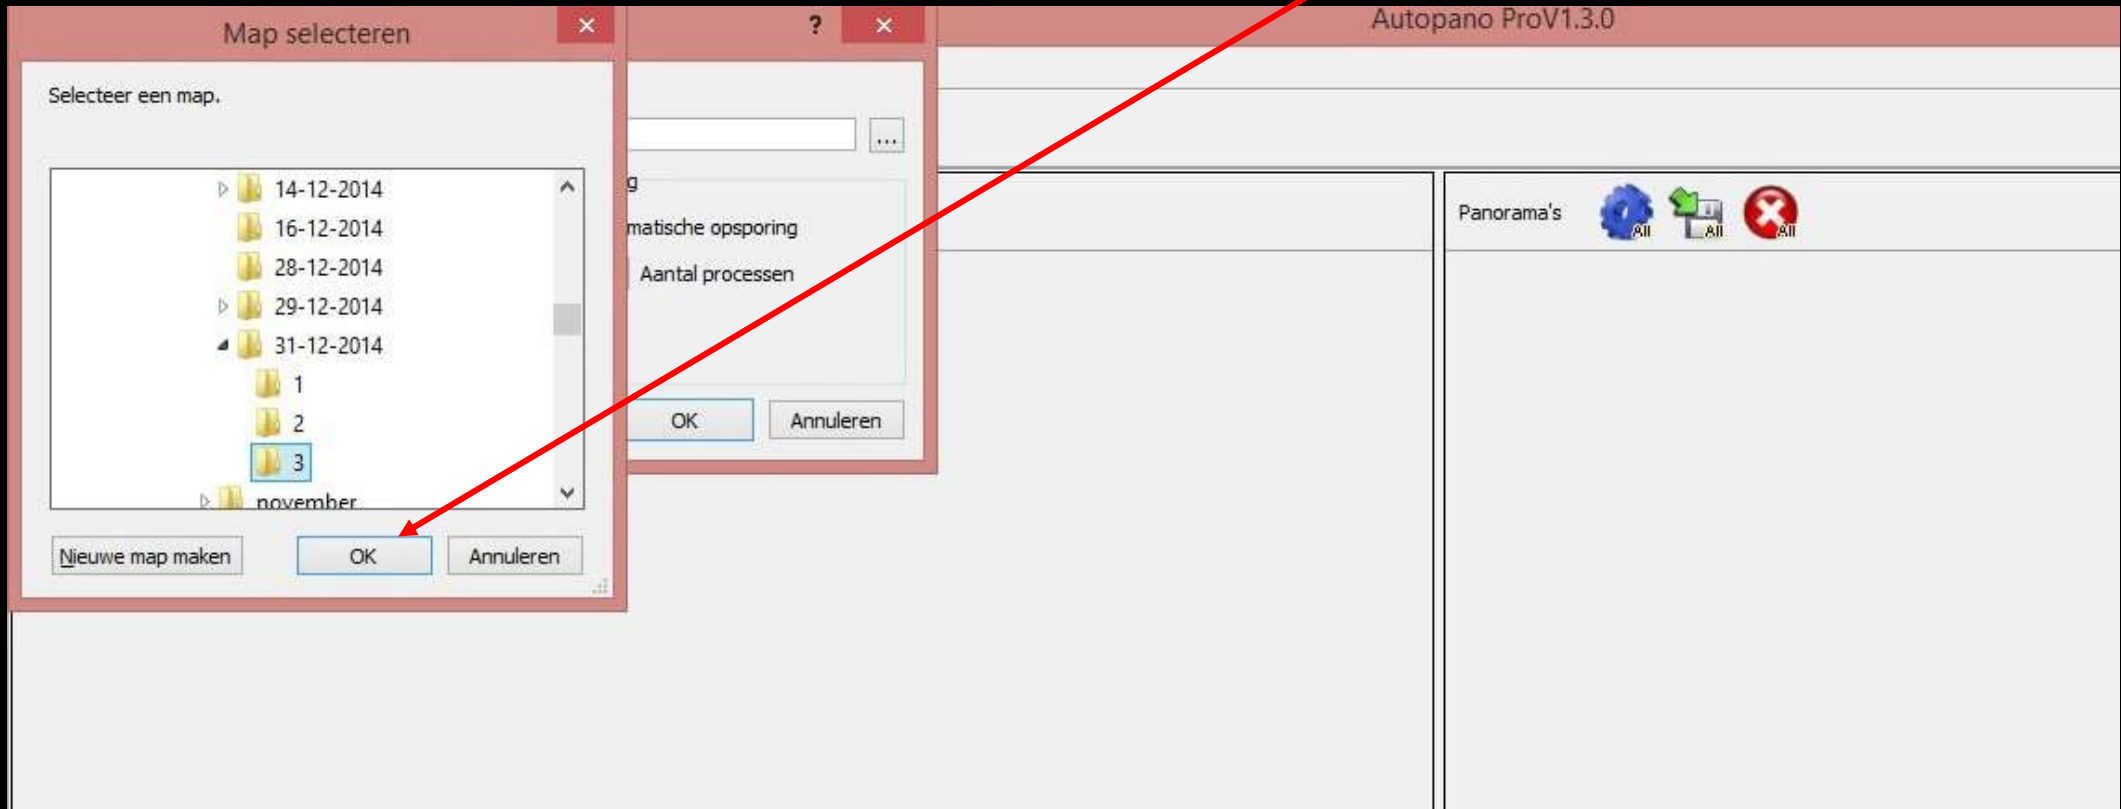 Map selecteren
?
Autopano ProV1.3.0
Selecteer een map.
...
14-12-2014
16-12-2014
28-12-2014
29-12-2014
31-12-2014
1
2
3
november
Nieuwe map maken
OK
Annuleren
g
matische opsporing
Aantal processen
OK
Annuleren
Panorama's
All
All
All